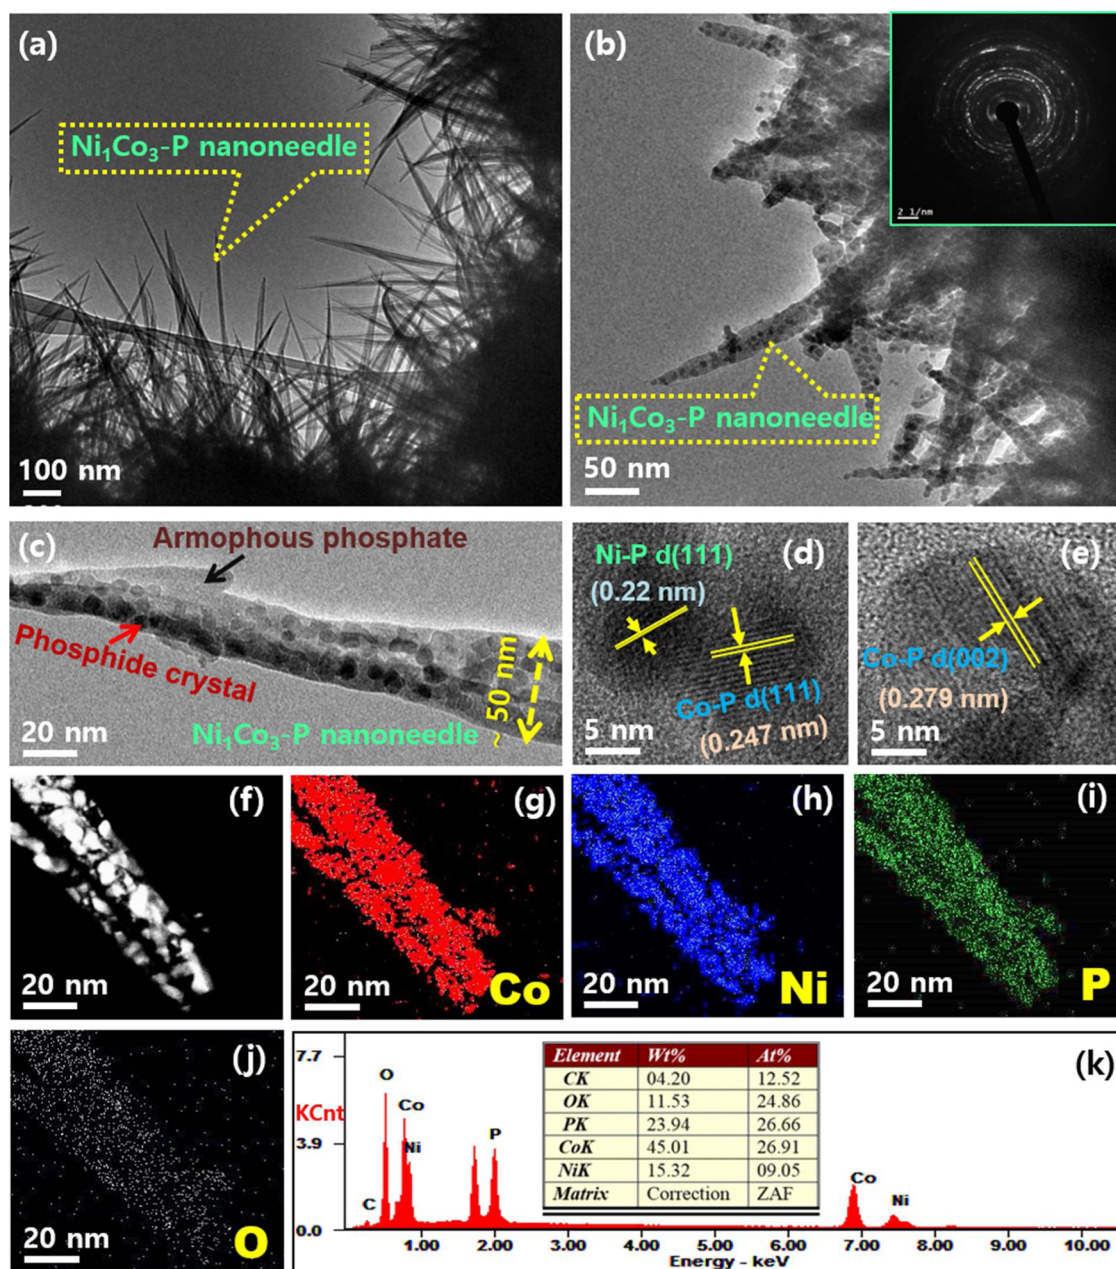 (a)
Ni₁Co₃-P nanoneedle
100 nm
(b)
2 1/nm
Ni₁Co₃-P nanoneedle
50 nm
(c)
Armophous phosphate
Phosphide crystal
~ 50 nm
Ni₁Co₃-P nanoneedle
20 nm
(d)
Ni-P d(111)
(0.22 nm)
Co-P d(111)
(0.247 nm)
5 nm
(e)
Co-P d(002)
(0.279 nm)
5 nm
(f)
20 nm
(g)
20 nm
Co
(h)
20 nm
Ni
(i)
20 nm
P
(j)
20 nm
O
(k)
7.7
KCnt
3.9
0.0
C
O
Co
Ni
P
Co
Ni
Element Wt% At%
CK 04.20 12.52
OK 11.53 24.86
PK 23.94 26.66
CoK 45.01 26.91
NiK 15.32 09.05
Matrix Correction ZAF
1.00 2.00 3.00 4.00 5.00 6.00 7.00 8.00 9.00 10.00
Energy - keV